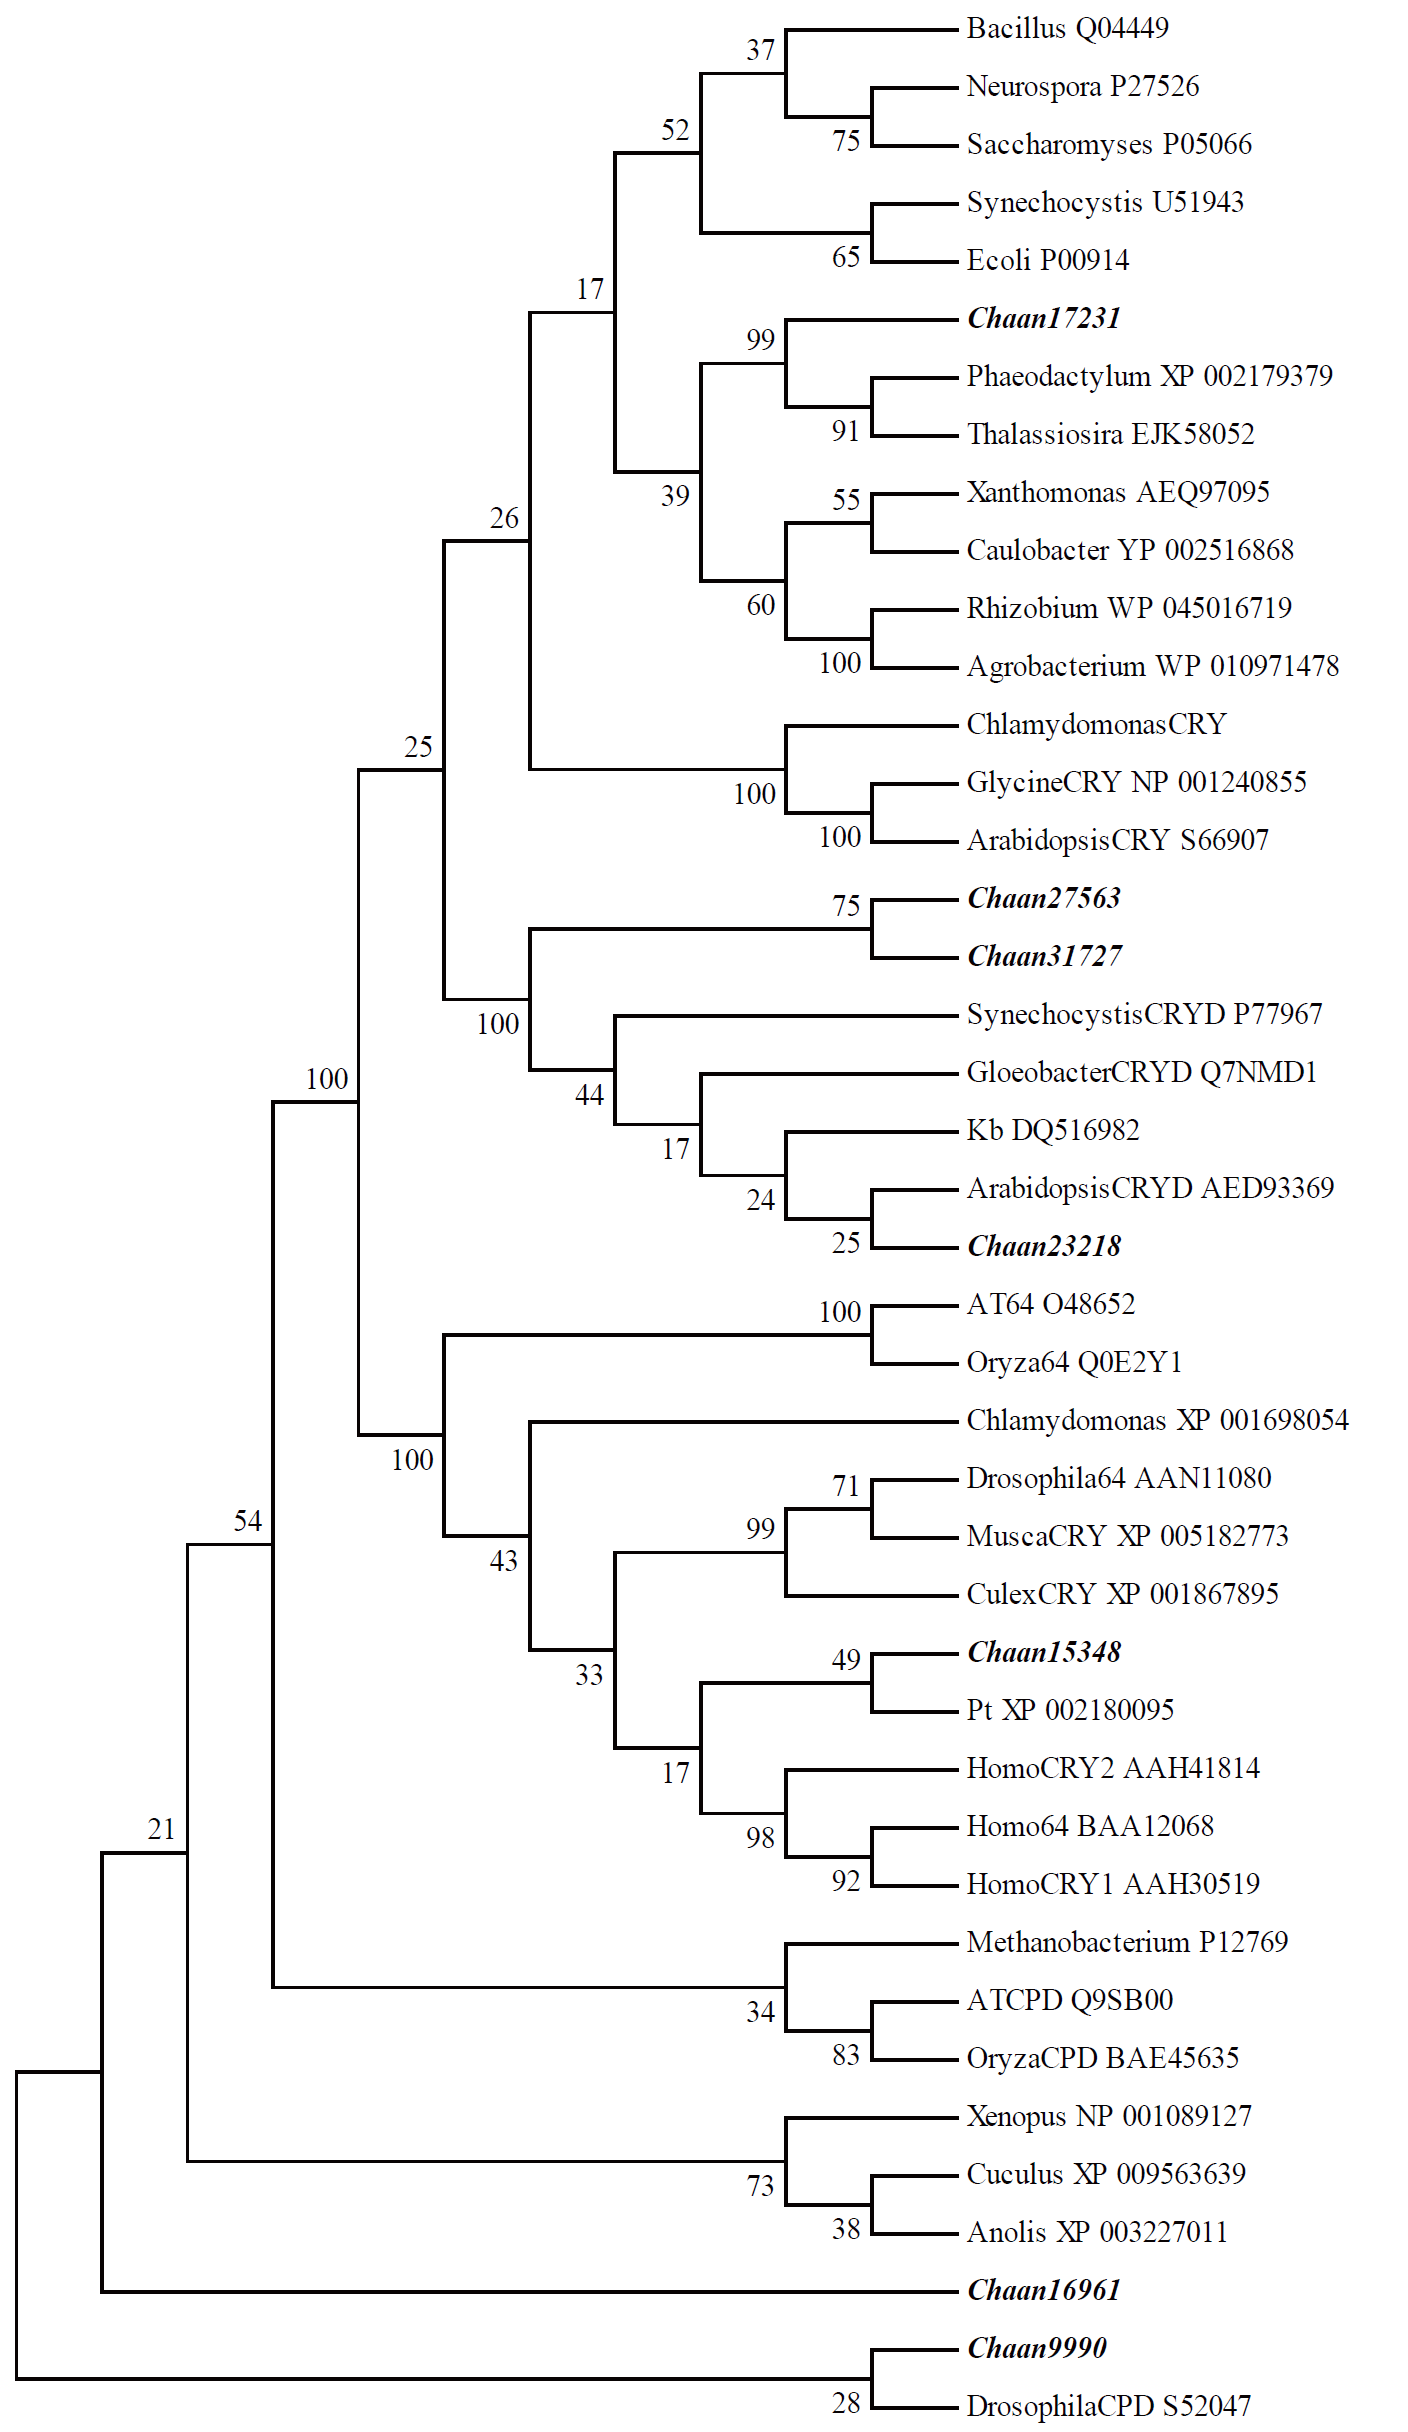 Bacillus Q04449
37
Neurospora P27526
52
75
Saccharomyses P05066
Synechocystis U51943
65
Ecoli P00914
17
Chaan17231
99
Phaeodactylum XP 002179379
91
Thalassiosira EJK58052
39
55
Xanthomonas AEQ97095
26
Caulobacter YP 002516868
60
Rhizobium WP 045016719
100
Agrobacterium WP 010971478
25
ChlamydomonasCRY
100
GlycineCRY NP 001240855
100
ArabidopsisCRY S66907
75
Chaan27563
Chaan31727
100
SynechocystisCRYD P77967
100
44
GloeobacterCRYD Q7NMD1
17
Kb DQ516982
24
ArabidopsisCRYD AED93369
25
Chaan23218
100
AT64 O48652
Oryza64 Q0E2Y1
100
Chlamydomonas XP 001698054
71
Drosophila64 AAN11080
54
43
99
MuscaCRY XP 005182773
CulexCRY XP 001867895
33
49
Chaan15348
Pt XP 002180095
17
HomoCRY2 AAH41814
21
98
Homo64 BAA12068
92
HomoCRY1 AAH30519
Methanobacterium P12769
34
ATCPD Q9SB00
83
OryzaCPD BAE45635
Xenopus NP 001089127
73
Cuculus XP 009563639
38
Anolis XP 003227011
Chaan16961
Chaan9990
28
DrosophilaCPD S52047